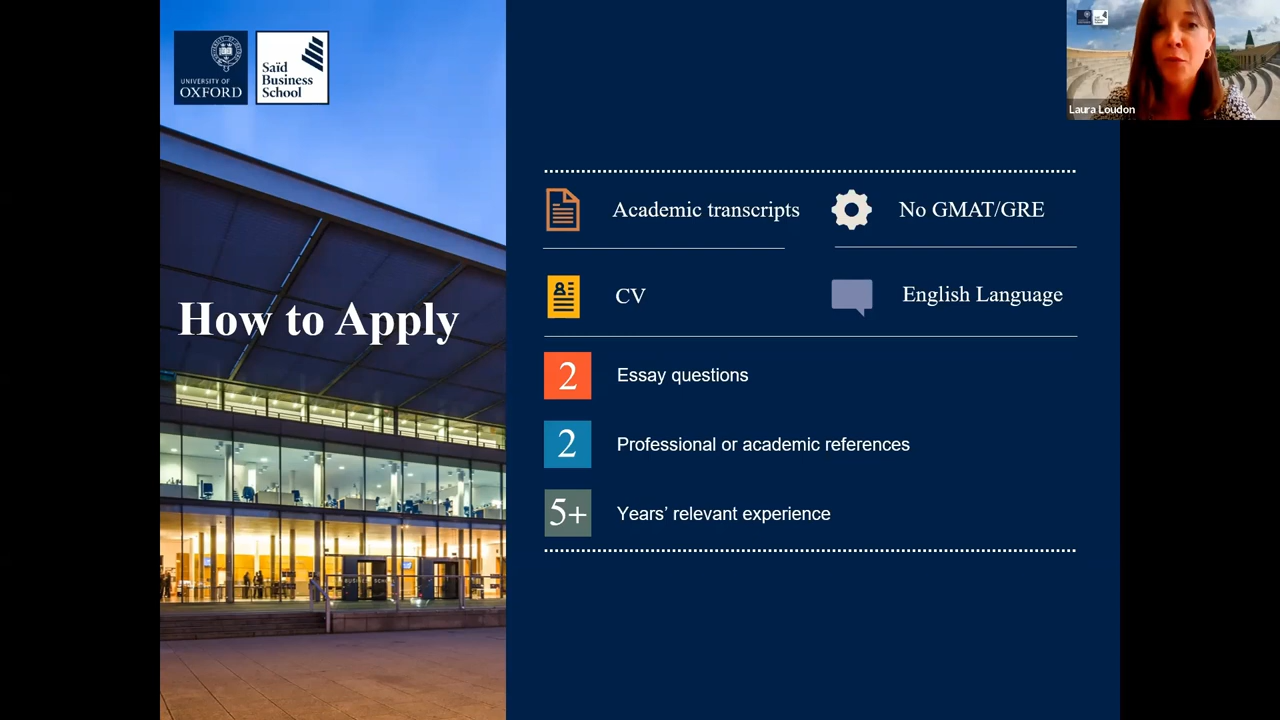 UNIVERSITY OF
OXFORD
Saïd
Business
School
How to Apply
Academic transcripts
No GMAT/GRE
CV
English Language
2
Essay questions
2
Professional or academic references
5+
Years' relevant experience
Laura Loudon